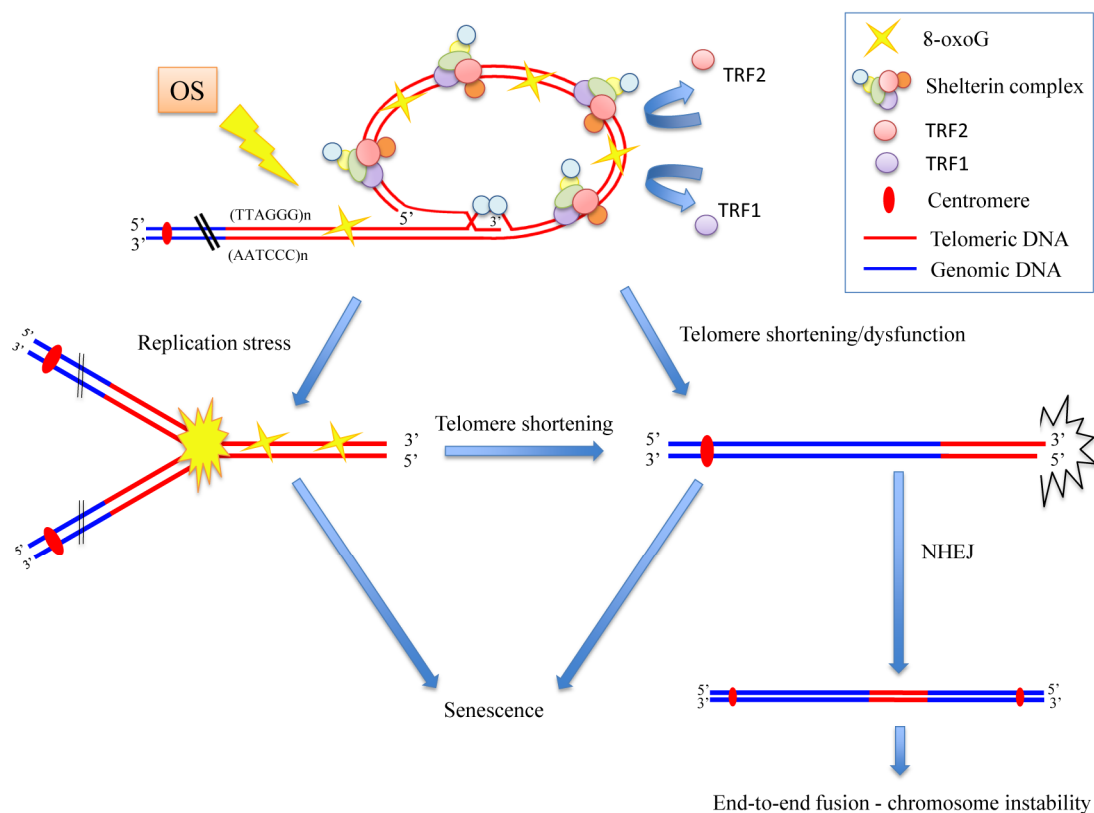 OS
TRF2
TRF1
5’
3’
(TTAGGG)n
(AATCCC)n
5’
3’
8-oxoG
Shelterin complex
TRF2
TRF1
Centromere
Telomeric DNA
Genomic DNA
Replication stress
Telomere shortening/dysfunction
5’
3’
3’
5’
5’
3’
Telomere shortening
5’
3’
3’
5’
NHEJ
Senescence
5’
3’
5’
3’
End-to-end fusion - chromosome instability